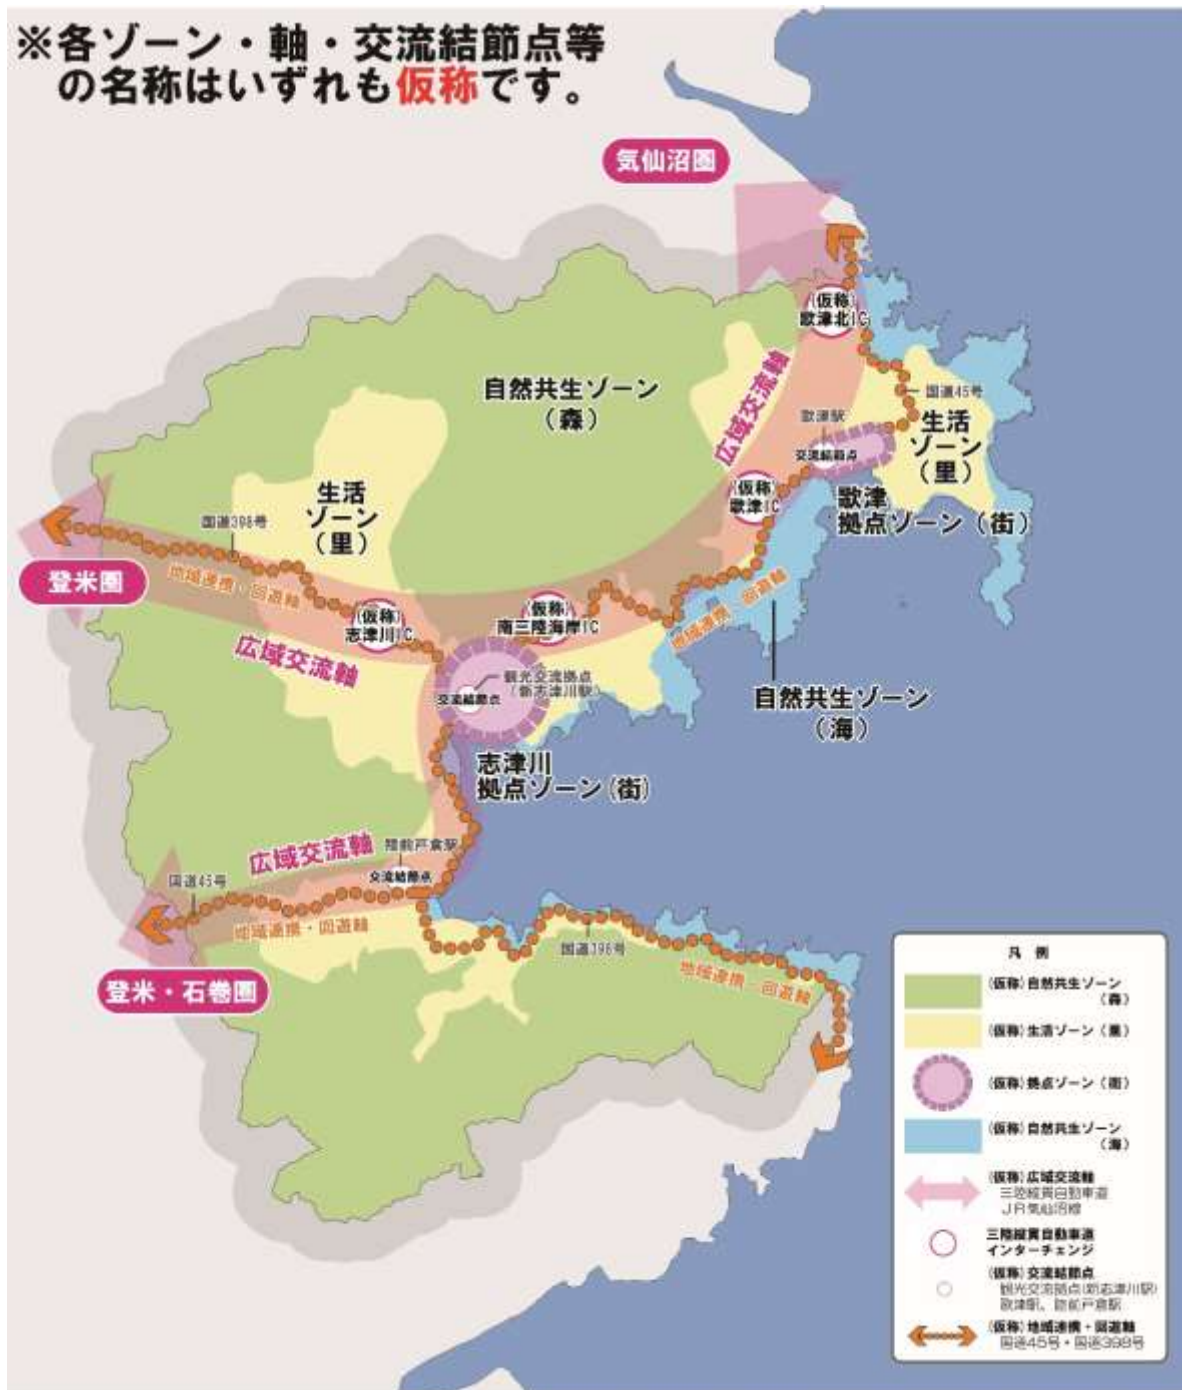 ※各ゾーン・軸・交流結節点等
の名称はいずれも仮称です。
気仙沼圏
(仮称)
歌津北IC
広域交流軸
自然共生ゾーン
(森)
国道45号
歌津駅
生活
ゾーン
(里)
交流結節点
生活
ゾーン
(里)
(仮称)
歌津IC
歌津
拠点ゾーン(街)
国道398号
登米圏
地域連携・回遊軸
(仮称)
志津川IC
(仮称)
南三陸海岸IC
地域連携・回遊軸
広域交流軸
観光交流拠点
(新志津川駅)
交流結節点
自然共生ゾーン
(海)
志津川
拠点ゾーン(街)
広域交流軸
陸前戸倉駅
国道45号
交流結節点
地域連携・回遊軸
国道398号
地域連携・回遊軸
登米・石巻圏
凡 例
(仮称)自然共生ゾーン
(森)
(仮称)生活ゾーン(里)
(仮称)拠点ゾーン(街)
(仮称)自然共生ゾーン
(海)
(仮称)広域交流軸
三陸縦貫自動車道
JR気仙沼線
三陸縦貫自動車道
インターチェンジ
(仮称)交流結節点
観光交流拠点(新志津川駅)
歌津駅、陸前戸倉駅
(仮称)地域連携・回遊軸
国道45号・国道398号